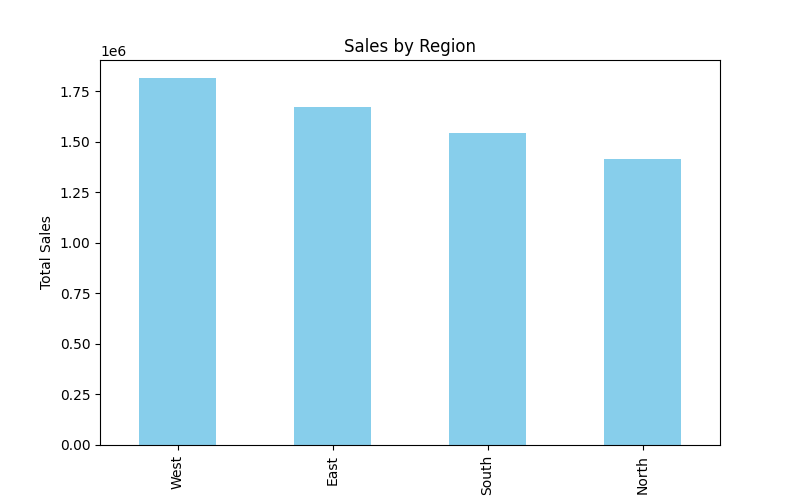 Sales by Region
1e6
1.75
1.50
1.25
1.00
0.75
0.50
0.25
0.00
Total Sales
West
East
South
North